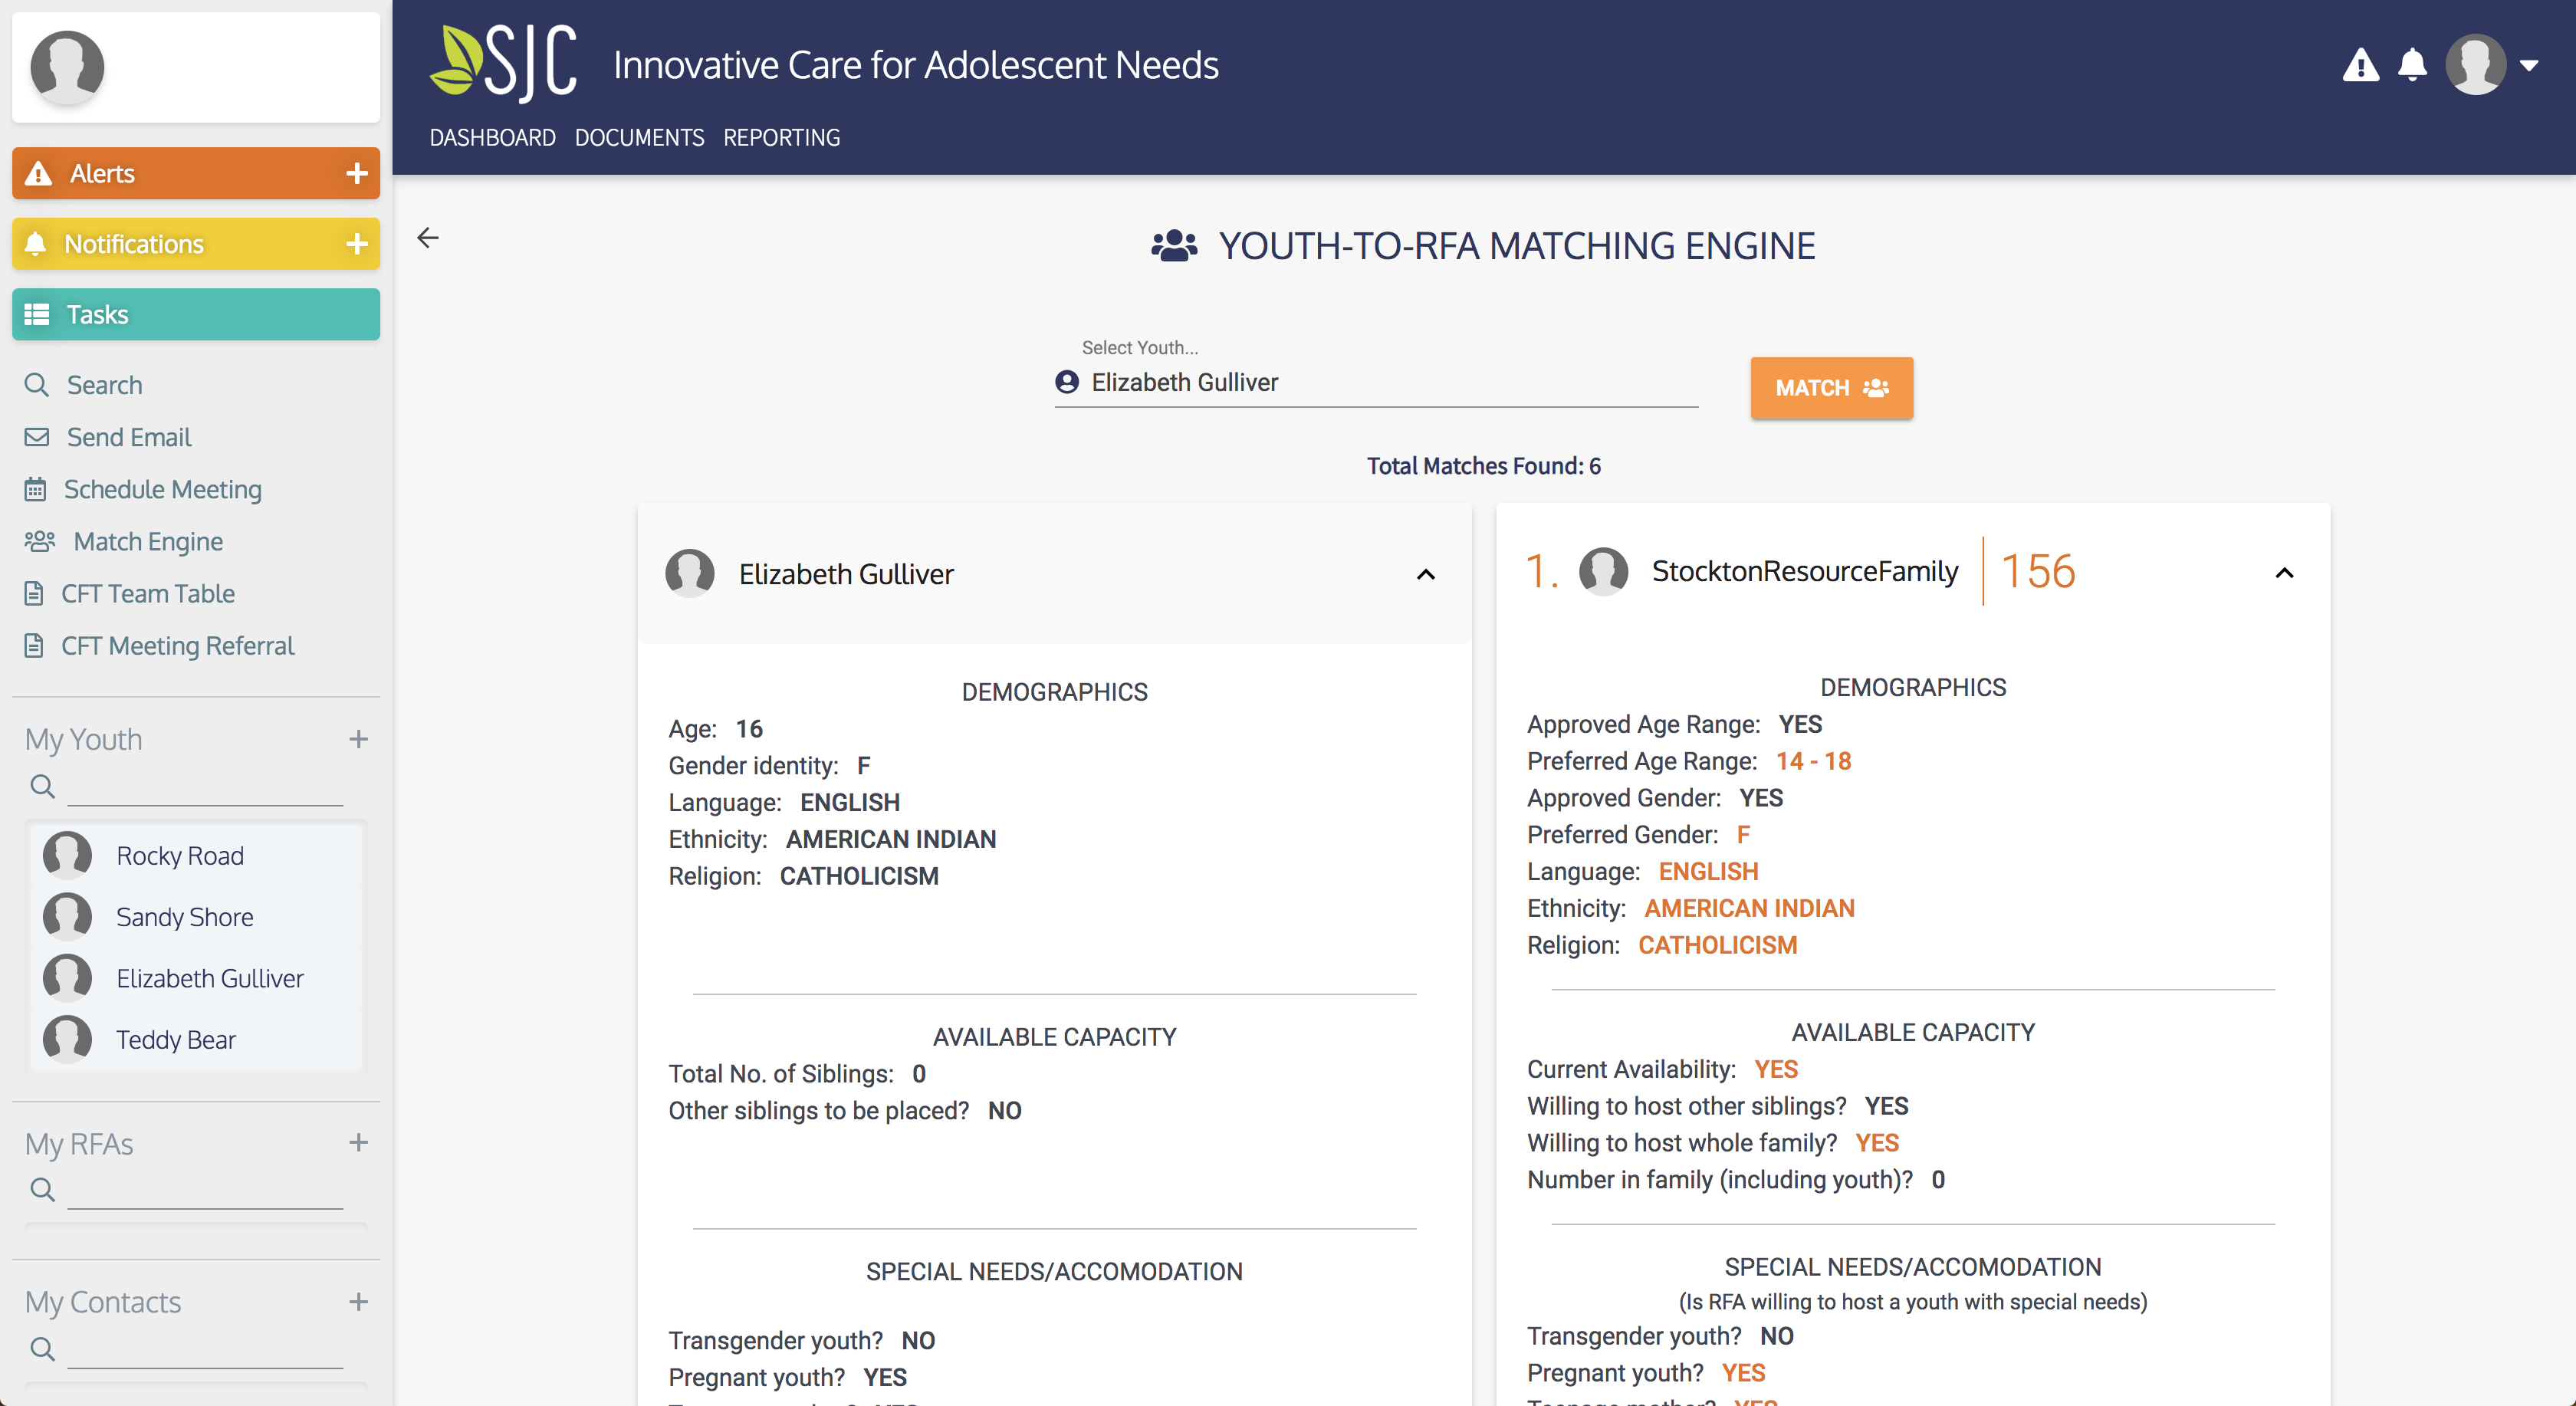 SJC Innovative Care for Adolescent Needs
DASHBOARD DOCUMENTS REPORTING
Alerts
Notifications
Tasks
Search
Send Email
Schedule Meeting
Match Engine
CFT Team Table
CFT Meeting Referral
My Youth
Rocky Road
Sandy Shore
Elizabeth Gulliver
Teddy Bear
My RFAs
My Contacts
YOUTH-TO-RFA MATCHING ENGINE
Select Youth...
Elizabeth Gulliver
MATCH
Total Matches Found: 6
Elizabeth Gulliver
DEMOGRAPHICS
Age: 16
Gender identity: F
Language: ENGLISH
Ethnicity: AMERICAN INDIAN
Religion: CATHOLICISM
AVAILABLE CAPACITY
Total No. of Siblings: 0
Other siblings to be placed? NO
SPECIAL NEEDS/ACCOMODATION
Transgender youth? NO
Pregnant youth? YES
1. StocktonResourceFamily 156
DEMOGRAPHICS
Approved Age Range: YES
Preferred Age Range: 14 - 18
Approved Gender: YES
Preferred Gender: F
Language: ENGLISH
Ethnicity: AMERICAN INDIAN
Religion: CATHOLICISM
AVAILABLE CAPACITY
Current Availability: YES
Willing to host other siblings? YES
Willing to host whole family? YES
Number in family (including youth)? 0
SPECIAL NEEDS/ACCOMODATION
(Is RFA willing to host a youth with special needs)
Transgender youth? NO
Pregnant youth? YES
Teenage mother? YES